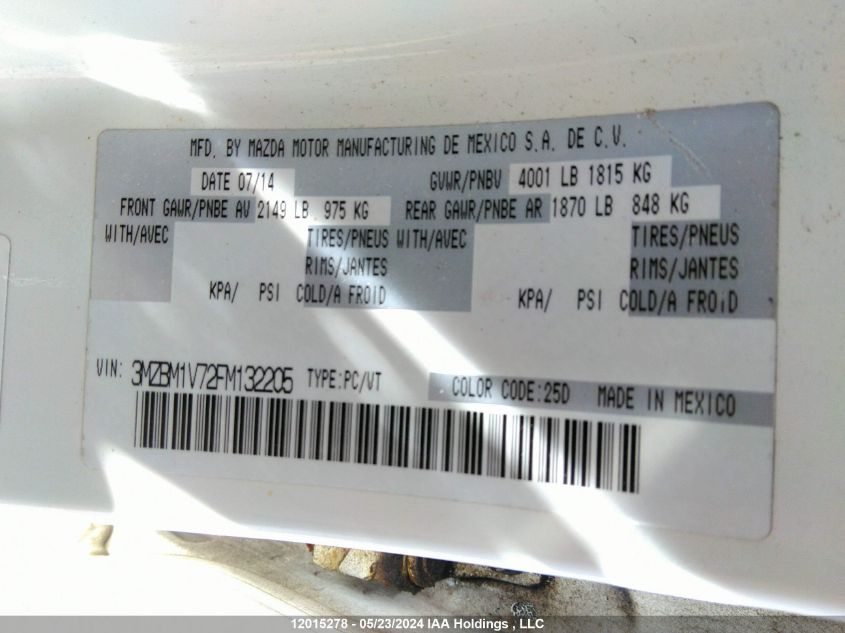 MFD. BY MAZDA MOTOR MANUFACTURING DE MEXICO S.A. DE C.V.
DATE 07/14 GVWR/PNBV 4001 LB 1815 KG
FRONT GAWR/PNBE AV 2149 LB 975 KG REAR GAWR/PNBE AR 1870 LB 848 KG
WITH/AVEC TIRES/PNEUS WITH/AVEC TIRES/PNEUS
RIMS/JANTES RIMS/JANTES
KPA/ PSI COLD/A FROID KPA/ PSI COLD/A FROID
VIN: 3MZBM1V72FM132205 TYPE:PC/VT COLOR CODE:25D MADE IN MEXICO
12015278 - 05/23/2024 IAA Holdings , LLC